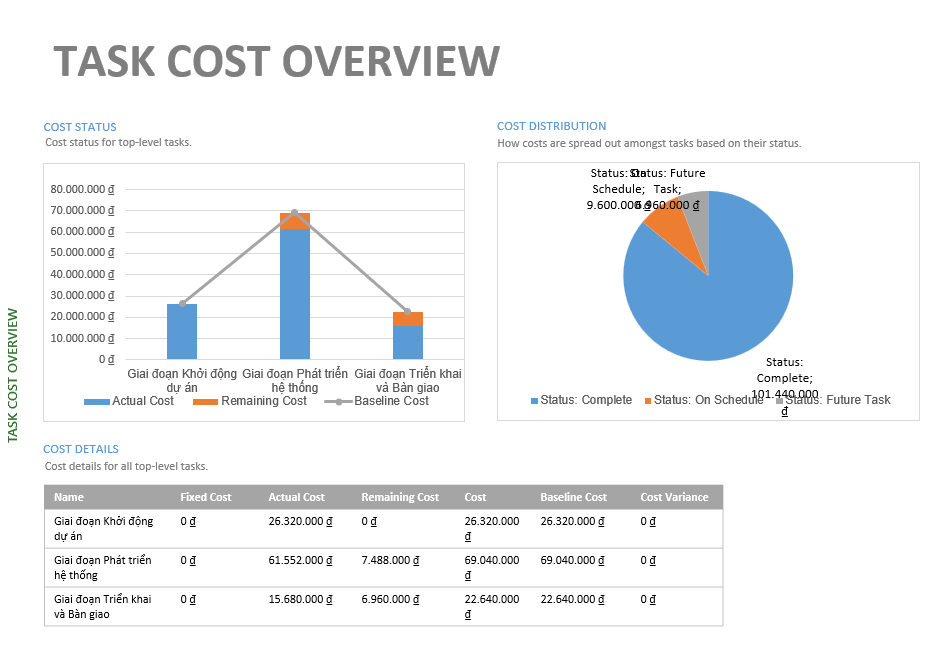 TASK COST OVERVIEW
TASK COST OVERVIEW
COST STATUS
Cost status for top-level tasks.
80.000.000 ₫
70.000.000 ₫
60.000.000 ₫
50.000.000 ₫
40.000.000 ₫
30.000.000 ₫
20.000.000 ₫
10.000.000 ₫
0 ₫
Giai đoạn Khởi động
dự án
Giai đoạn Phát triển
hệ thống
Giai đoạn Triển khai
và Bàn giao
Actual Cost
Remaining Cost
Baseline Cost
COST DISTRIBUTION
How costs are spread out amongst tasks based on their status.
Status: On
Schedule;
9.600.000 ₫
Status: Future
Task;
6.960.000 ₫
Status:
Complete;
101.440.000
₫
Status: Complete
Status: On Schedule
Status: Future Task
COST DETAILS
Cost details for all top-level tasks.
Name Fixed Cost Actual Cost Remaining Cost Cost Baseline Cost Cost Variance
Giai đoạn Khởi động 0 ₫ 26.320.000 ₫ 0 ₫ 26.320.000 26.320.000 ₫ 0 ₫
dự án ₫
Giai đoạn Phát triển 0 ₫ 61.552.000 ₫ 7.488.000 ₫ 69.040.000 69.040.000 ₫ 0 ₫
hệ thống ₫
Giai đoạn Triển khai 0 ₫ 15.680.000 ₫ 6.960.000 ₫ 22.640.000 22.640.000 ₫ 0 ₫
và Bàn giao ₫